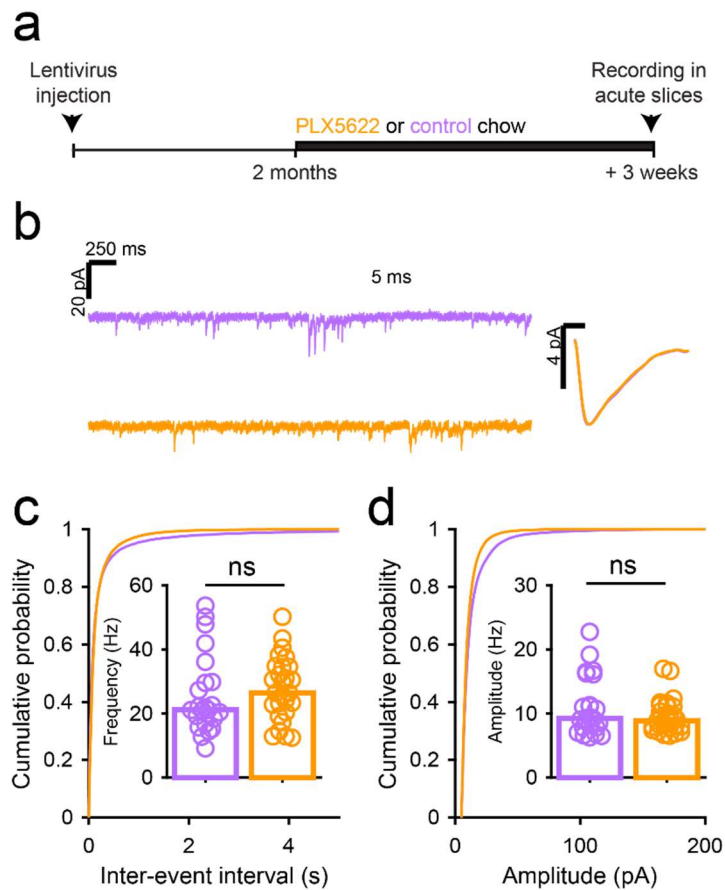 a
Lentivirus
injection
Recording in
acute slices
PLX5622 or control chow
2 months
+ 3 weeks
b
250 ms
20 pA
5 ms
4 pA
c
Cumulative probability
1
0.8
0.6
0.4
0.2
0
Frequency (Hz)
60
40
20
0
ns
0
2
4
Inter-event interval (s)
d
Cumulative probability
1
0.8
0.6
0.4
0.2
0
Amplitude (Hz)
30
20
10
0
ns
0
100
200
Amplitude (pA)